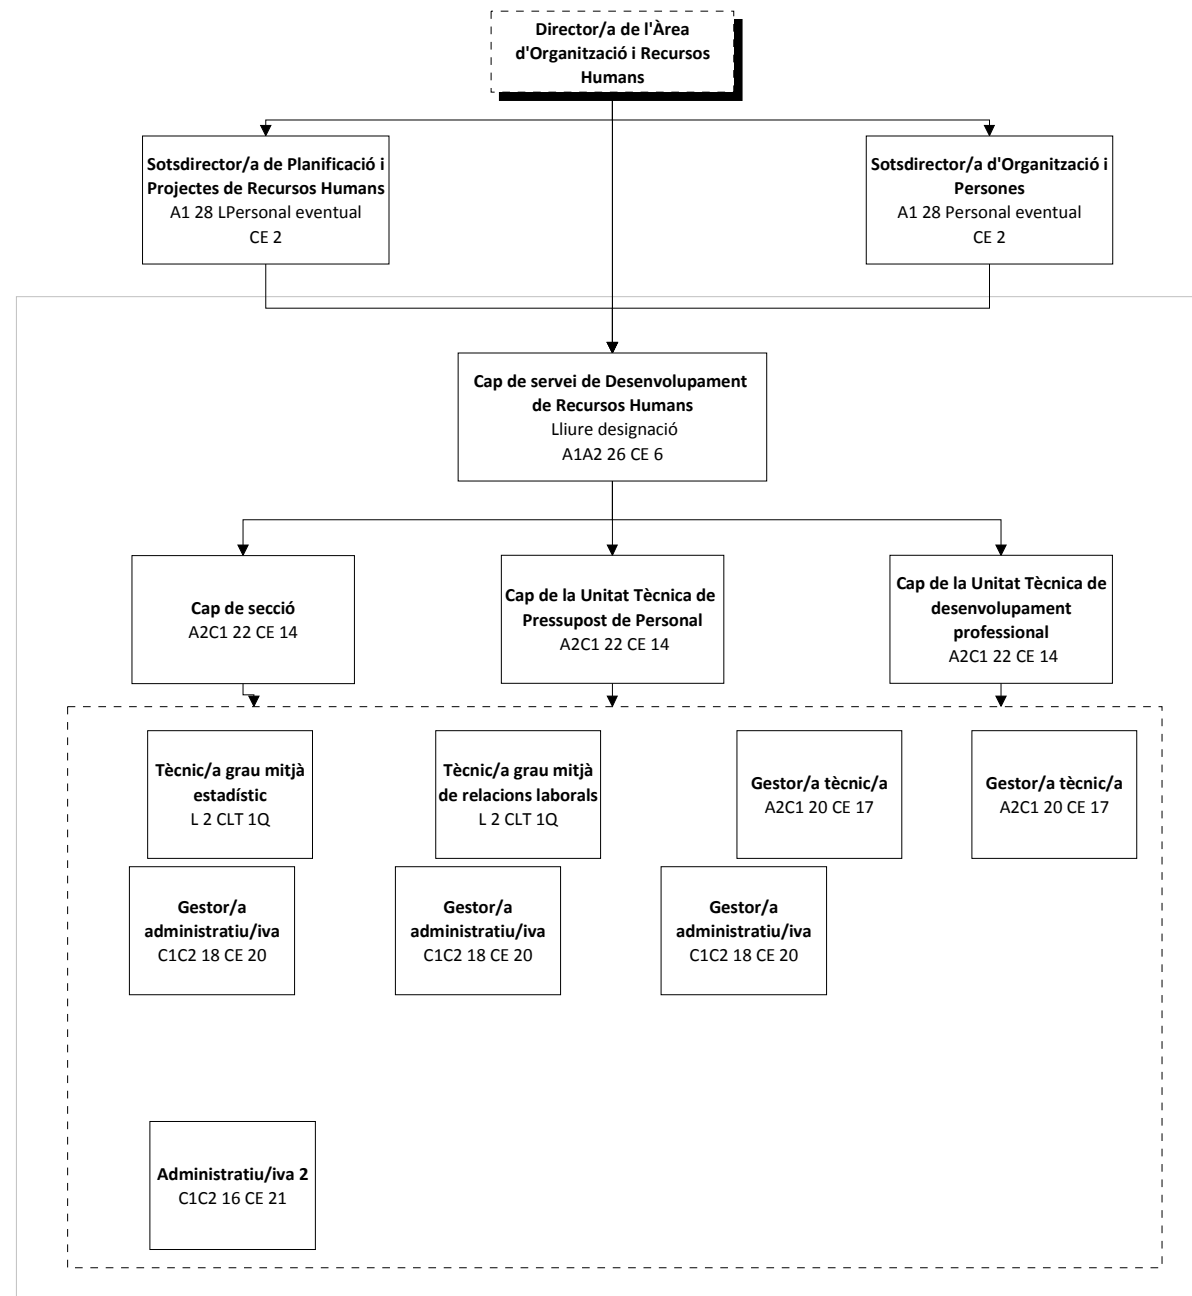 Director/a de l'Àrea
d'Organització i Recursos
Humans
Sotsdirector/a de Planificació i
Projectes de Recursos Humans
A1 28 LPersonal eventual
CE 2
Sotsdirector/a d'Organització i
Persones
A1 28 Personal eventual
CE 2
Cap de servei de Desenvolupament
de Recursos Humans
Lliure designació
A1A2 26 CE 6
Cap de secció
A2C1 22 CE 14
Cap de la Unitat Tècnica de
Pressupost de Personal
A2C1 22 CE 14
Cap de la Unitat Tècnica de
desenvolupament
professional
A2C1 22 CE 14
Tècnic/a grau mitjà
estadístic
L 2 CLT 1Q
Tècnic/a grau mitjà
de relacions laborals
L 2 CLT 1Q
Gestor/a tècnic/a
A2C1 20 CE 17
Gestor/a tècnic/a
A2C1 20 CE 17
Gestor/a
administratiu/iva
C1C2 18 CE 20
Gestor/a
administratiu/iva
C1C2 18 CE 20
Gestor/a
administratiu/iva
C1C2 18 CE 20
Administratiu/iva 2
C1C2 16 CE 21